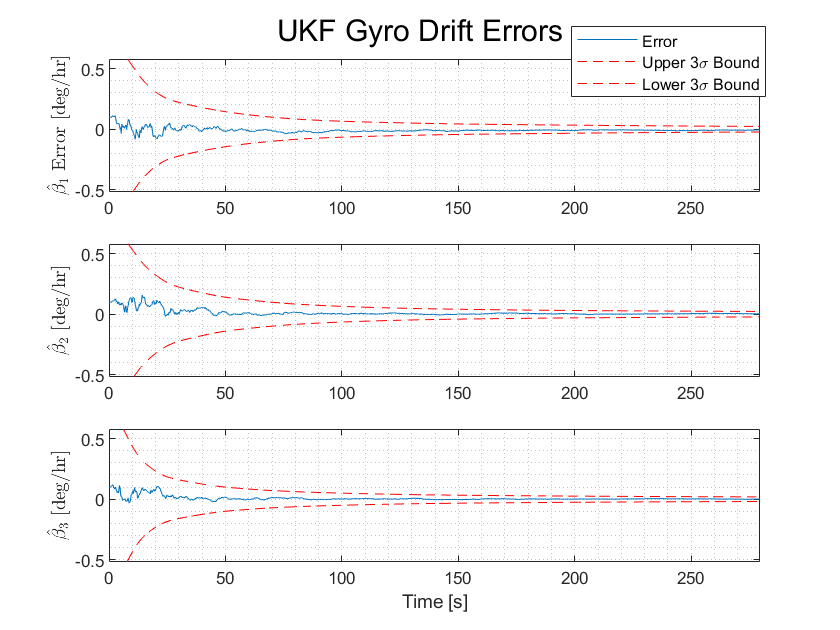 UKF Gyro Drift Errors
Error
Upper 3σ Bound
Lower 3σ Bound
β̂₁ Error [deg/hr]
0.5
0
-0.5
0 50 100 150 200 250
β̂₂ [deg/hr]
0.5
0
-0.5
0 50 100 150 200 250
β̂₃ [deg/hr]
0.5
0
-0.5
0 50 100 150 200 250
Time [s]